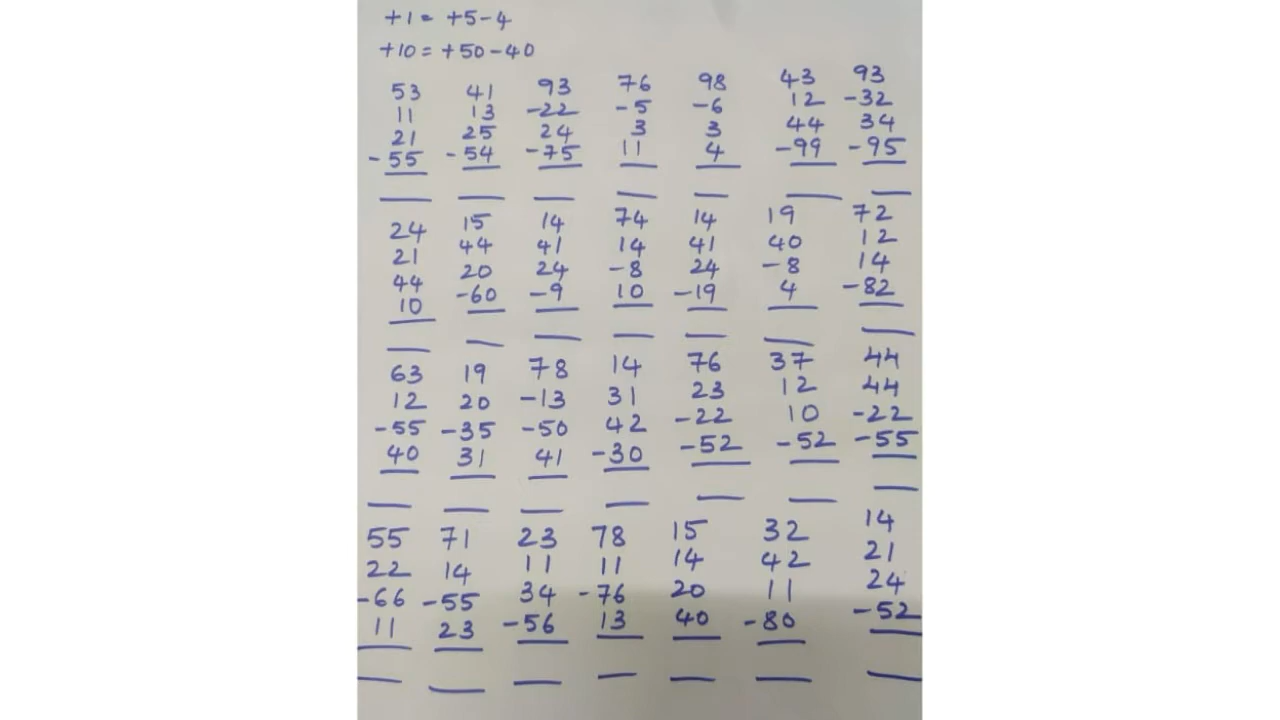 +1 = +5-4
+10 = +50-40
53 41 93 76 98 43 93
11 13 -22 -5 -6 12 -32
21 25 24 3 3 44 34
-55 -54 -75 11 4 -99 -95
24 15 14 74 14 19 72
21 44 41 14 41 40 12
44 20 24 -8 24 -8 14
10 -60 -9 10 -19 4 -82
63 19 78 14 76 37 44
12 20 -13 31 23 12 44
-55 -35 -50 42 -22 10 -22
40 31 41 -30 -52 -52 -55
55 71 23 78 15 32 14
22 14 11 11 14 42 21
-66 -55 34 -76 20 11 24
11 23 -56 13 40 -80 -52